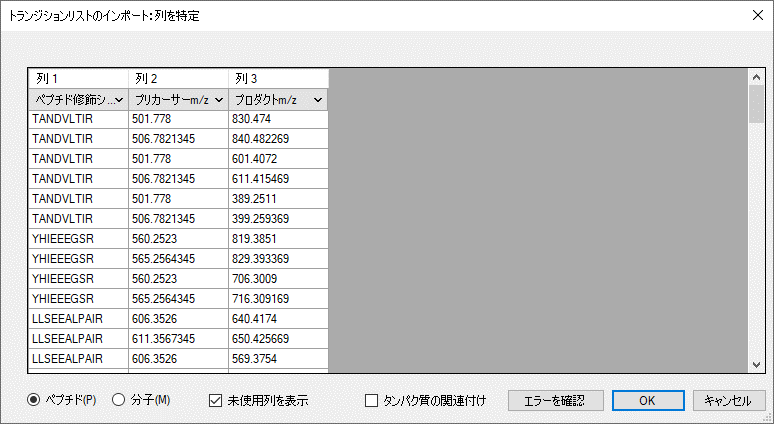 トランジションリストのインポート：列を特定
列 1 列 2 列 3
ペプチド修飾シ... プリカーサーm/z プロダクトm/z
TANDVLTIR 501.778 830.474
TANDVLTIR 506.7821345 840.482269
TANDVLTIR 501.778 601.4072
TANDVLTIR 506.7821345 611.415469
TANDVLTIR 501.778 389.2511
TANDVLTIR 506.7821345 399.259369
YHIEEEGSR 560.2523 819.3851
YHIEEEGSR 565.2564345 829.393369
YHIEEEGSR 560.2523 706.3009
YHIEEEGSR 565.2564345 716.309169
LLSEEALPAIR 606.3526 640.4174
LLSEEALPAIR 611.3567345 650.425669
LLSEEALPAIR 606.3526 569.3754
ペプチド(P) 分子(M) 未使用列を表示 タンパク質の関連付け エラーを確認 OK キャンセル